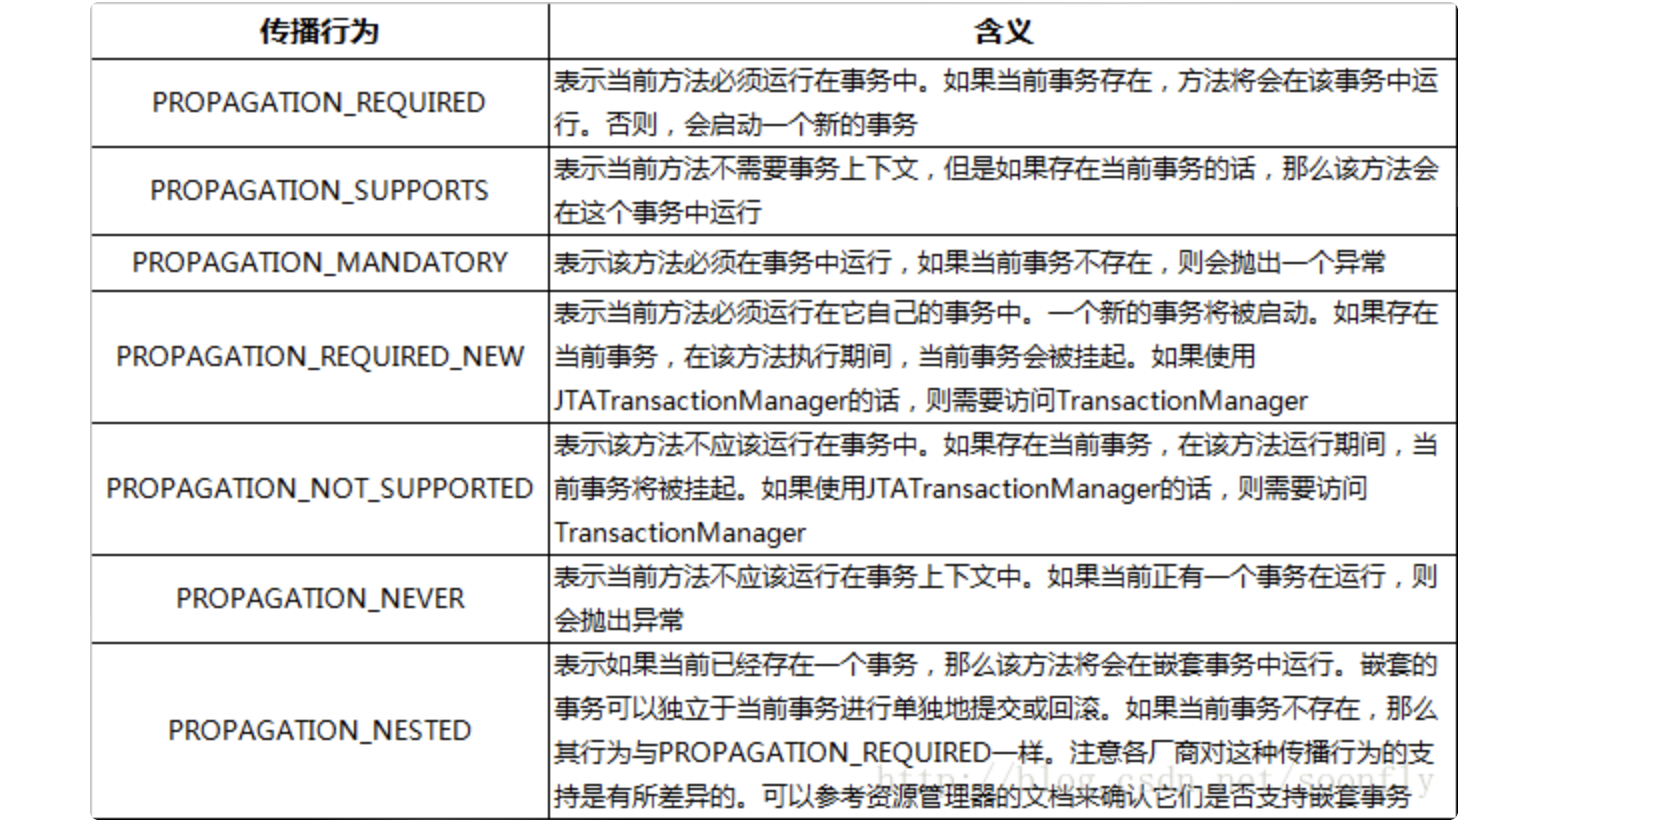 传播行为
含义
PROPAGATION_REQUIRED
表示当前方法必须运行在事务中。如果当前事务存在，方法将会在该事务中运
行。否则，会启动一个新的事务
PROPAGATION_SUPPORTS
表示当前方法不需要事务上下文，但是如果存在当前事务的话，那么该方法会
在这个事务中运行
PROPAGATION_MANDATORY
表示该方法必须在事务中运行，如果当前事务不存在，则会抛出一个异常
PROPAGATION_REQUIRED_NEW
表示当前方法必须运行在它自己的事务中。一个新的事务将被启动。如果存在
当前事务，在该方法执行期间，当前事务会被挂起。如果使用
JTATransactionManager的话，则需要访问TransactionManager
PROPAGATION_NOT_SUPPORTED
表示该方法不应该运行在事务中。如果存在当前事务，在该方法运行期间，当
前事务将被挂起。如果使用JTATransactionManager的话，则需要访问
TransactionManager
PROPAGATION_NEVER
表示当前方法不应该运行在事务上下文中。如果当前正有一个事务在运行，则
会抛出异常
PROPAGATION_NESTED
表示如果当前已经存在一个事务，那么该方法将会在嵌套事务中运行。嵌套的
事务可以独立于当前事务进行单独地提交或回滚。如果当前事务不存在，那么
其行为与PROPAGATION_REQUIRED一样。注意各厂商对这种传播行为的支
持是有所差异的。可以参考资源管理器的文档来确认它们是否支持嵌套事务
http://blog.csdn.net/soonfly